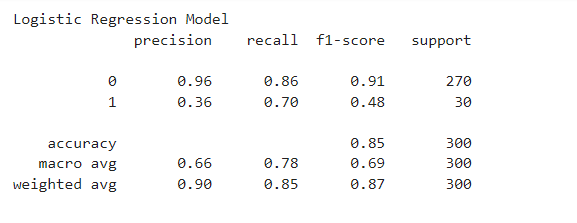 Logistic Regression Model
precision recall f1-score support
0 0.96 0.86 0.91 270
1 0.36 0.70 0.48 30
accuracy 0.85 300
macro avg 0.66 0.78 0.69 300
weighted avg 0.90 0.85 0.87 300